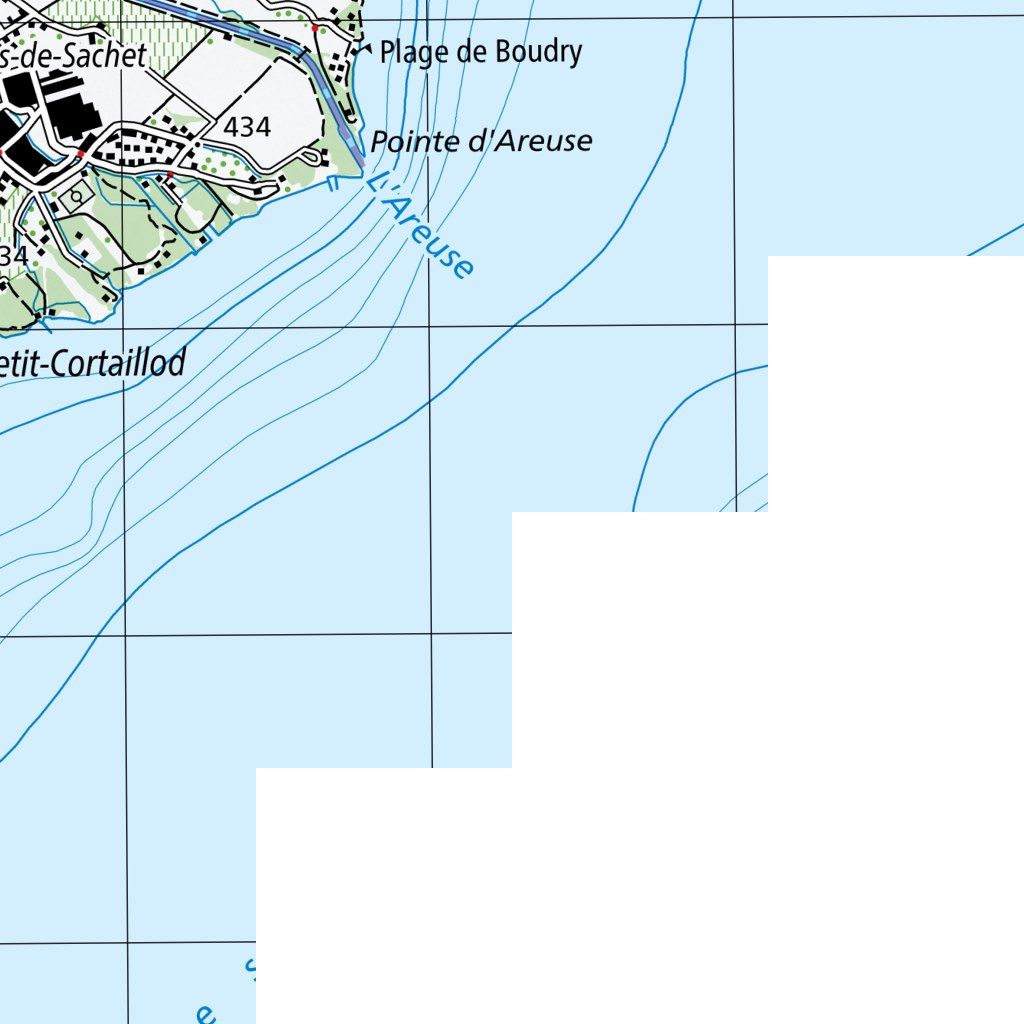 s-de-Sachet
Plage de Boudry
434
Pointe d'Areuse
L'Areuse
34
etit-Cortaillod
s
e